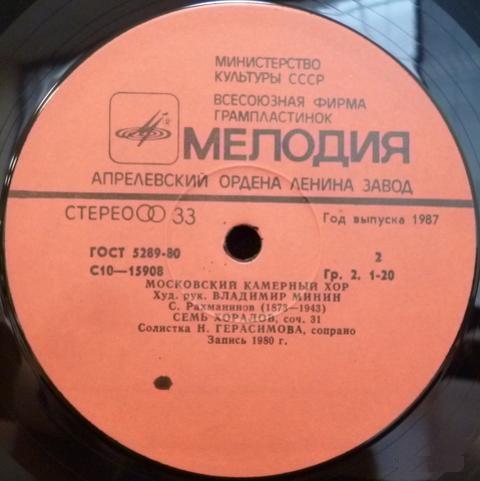 МИНИСТЕРСТВО
КУЛЬТУРЫ СССР
ВСЕСОЮЗНАЯ ФИРМА
ГРАМПЛАСТИНОК
МЕЛОДИЯ
АПРЕЛЕВСКИЙ ОРДЕНА ЛЕНИНА ЗАВОД
СТЕРЕО 33
Год выпуска 1987
ГОСТ 5289-80
2
С10—15908
Гр. 2. 1-20
МОСКОВСКИЙ КАМЕРНЫЙ ХОР
Худ. рук. ВЛАДИМИР МИНИН
С. Рахманинов (1873—1943)
СЕМЬ ХОРАЛОВ, соч. 31
Солистка Н. ГЕРАСИМОВА, сопрано
Запись 1980 г.